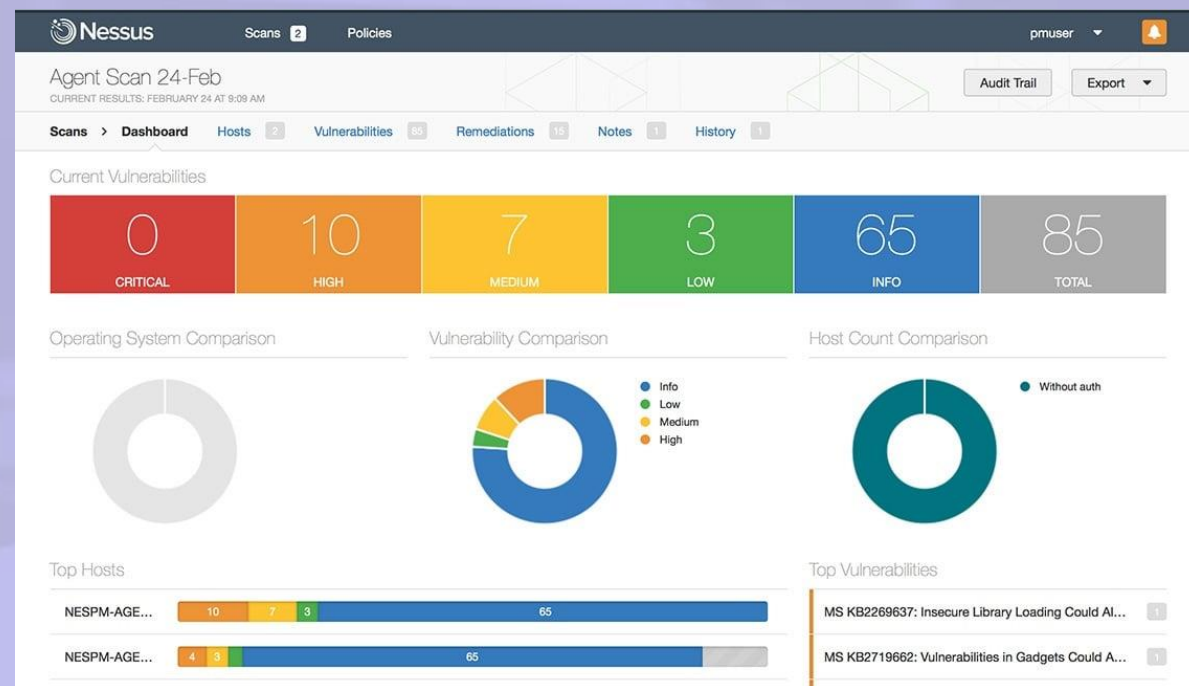 Nessus Scans 2 Policies pmuser
Agent Scan 24-Feb Audit Trail Export
CURRENT RESULTS: FEBRUARY 24 AT 9:09 AM
Scans > Dashboard Hosts 2 Vulnerabilities 85 Remediations 15 Notes 1 History 1
Current Vulnerabilities
0 10 7 3 65 85
CRITICAL HIGH MEDIUM LOW INFO TOTAL
Operating System Comparison Vulnerability Comparison Host Count Comparison
Info Without auth
Low
Medium
High
Top Hosts Top Vulnerabilities
NESPM-AGE... 10 7 3 65 MS KB2269637: Insecure Library Loading Could Al... 1
NESPM-AGE... 4 3 65 MS KB2719662: Vulnerabilities in Gadgets Could A... 1